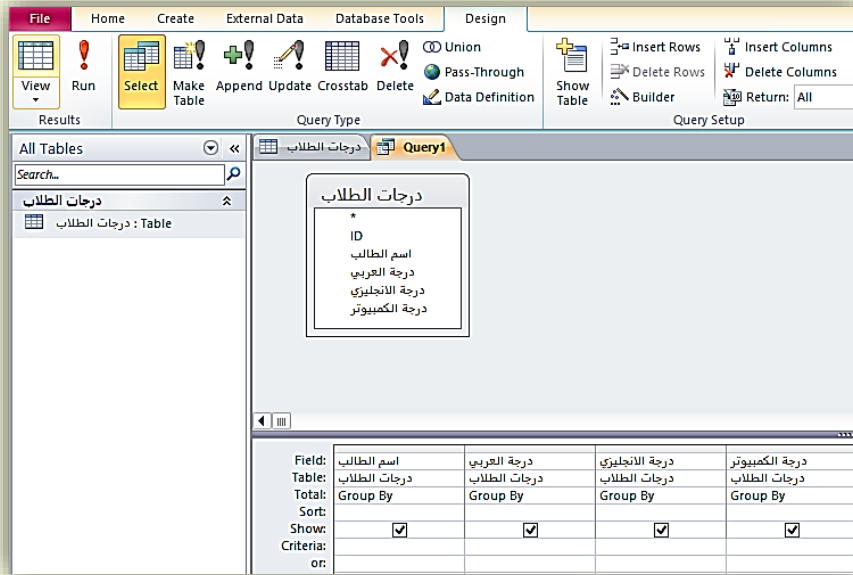 File Home Create External Data Database Tools Design
View Run Select Make Table Append Update Crosstab Delete Union Pass-Through Data Definition Show Table Insert Rows Delete Rows Builder Insert Columns Delete Columns Return: All
Results Query Type Query Setup
All Tables « درجات الطلاب Query1
Search...
درجات الطلاب
درجات الطلاب : Table
درجات الطلاب
*
ID
اسم الطالب
درجة العربي
درجة الانجليزي
درجة الكمبيوتر
Field: اسم الطالب درجة العربي درجة الانجليزي درجة الكمبيوتر
Table: درجات الطلاب درجات الطلاب درجات الطلاب درجات الطلاب
Total: Group By Group By Group By Group By
Sort:
Show:
Criteria:
or: